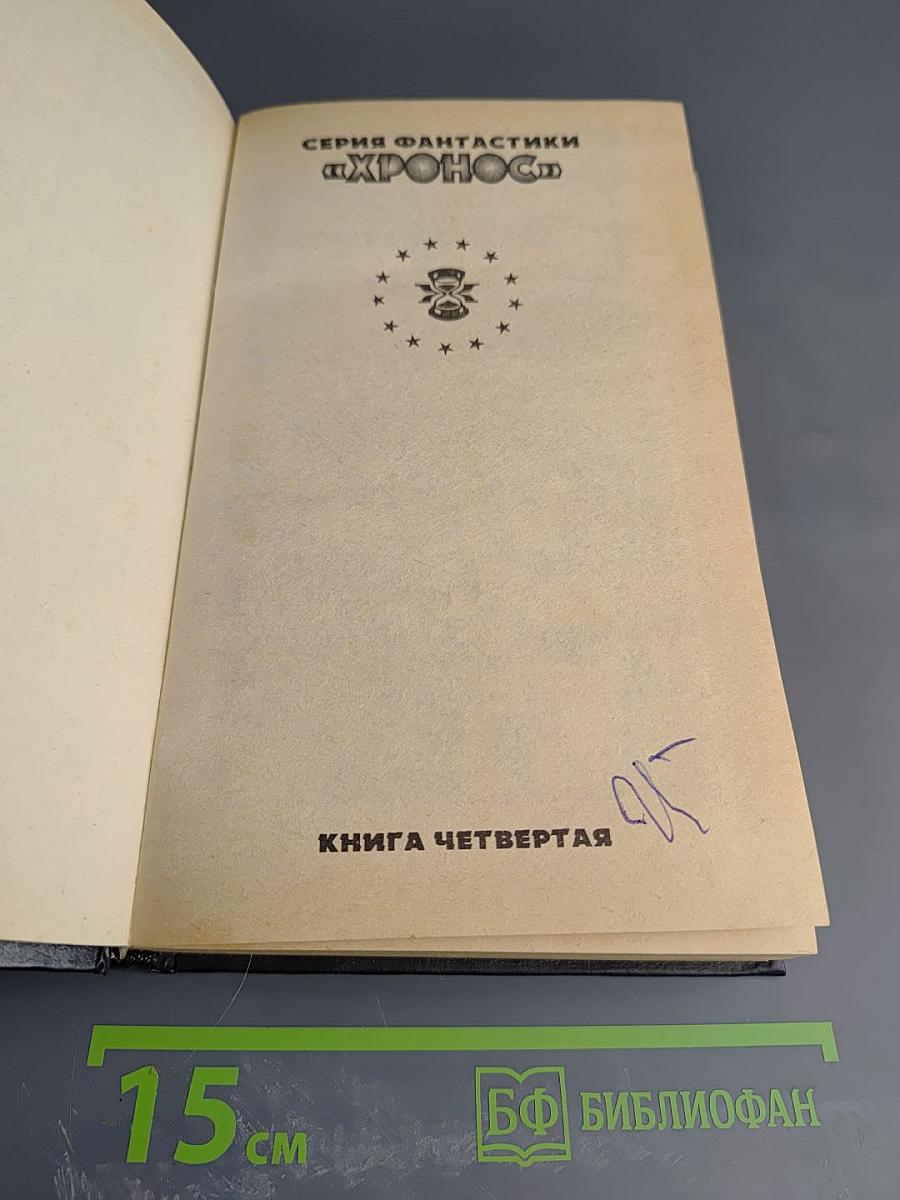 СЕРИЯ ФАНТАСТИКИ
«ХРОНОС»
КНИГА ЧЕТВЕРТАЯ
15 см
БФ БИБЛИОФАН